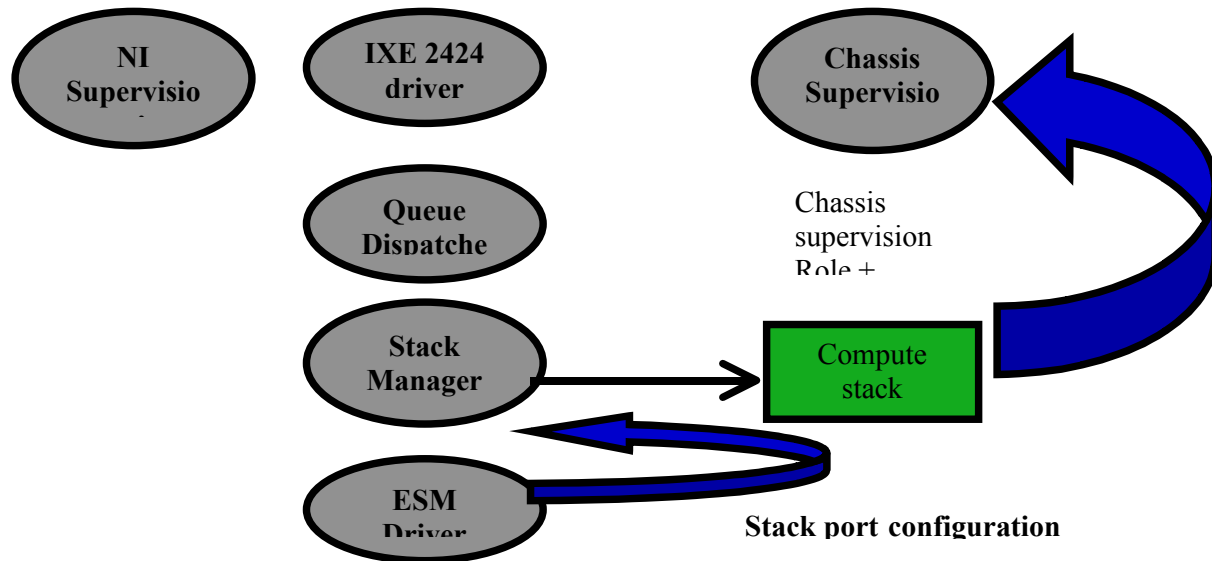 NI
Supervisio
IXE 2424
driver
Chassis
Supervisio
Queue
Dispatche
Chassis
supervision
Role +
Stack
Manager
Compute
stack
ESM
Driver
Stack port configuration